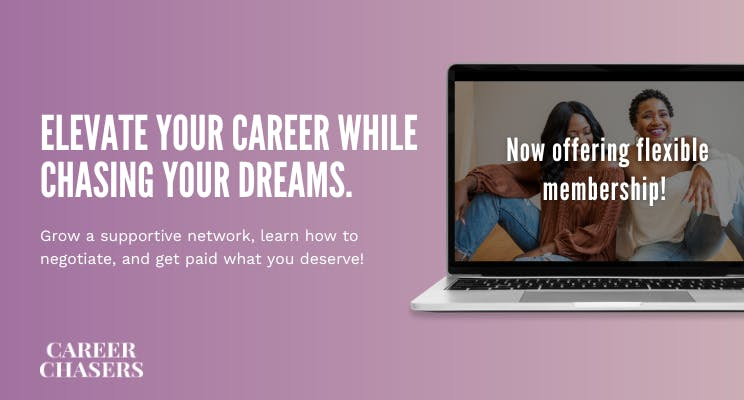 ELEVATE YOUR CAREER WHILE
CHASING YOUR DREAMS.
Grow a supportive network, learn how to
negotiate, and get paid what you deserve!
Now offering flexible
membership!
CAREER
CHASERS